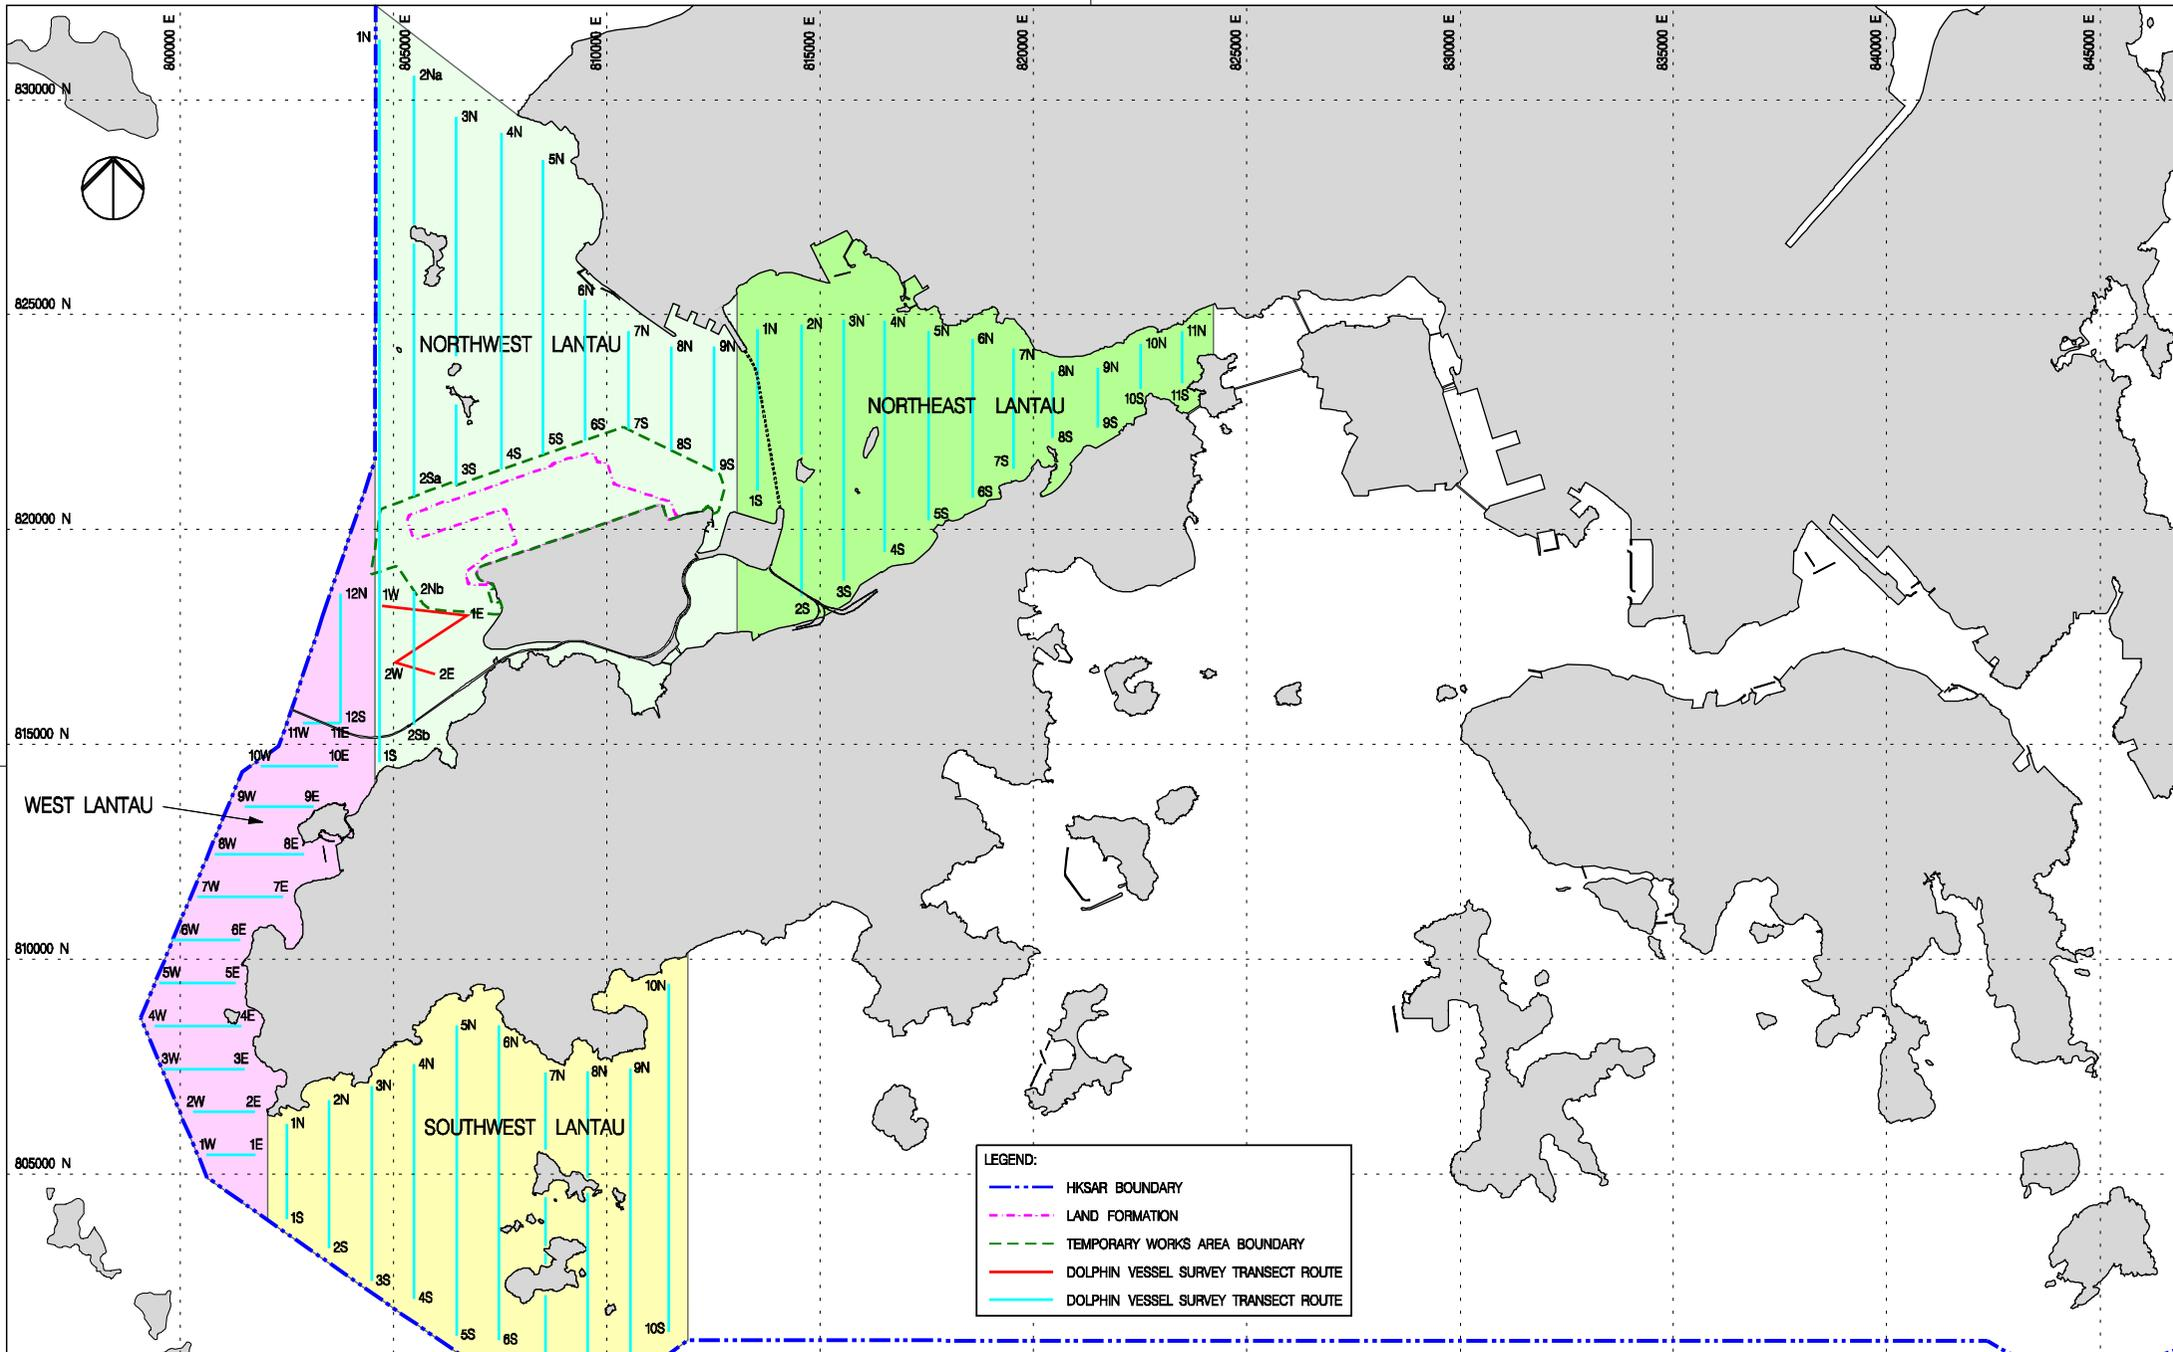 800000 E
805000 E
810000 E
815000 E
820000 E
825000 E
830000 E
835000 E
840000 E
845000 E
830000 N
825000 N
820000 N
815000 N
810000 N
805000 N
1N
2Na
3N
4N
5N
6N
7N
8N
9N
NORTHWEST LANTAU
2Sa
3S
4S
5S
6S
7S
8S
9S
1N
2N
3N
4N
5N
6N
7N
8N
9N
10N
11N
NORTHEAST LANTAU
1S
2S
3S
4S
5S
6S
7S
8S
9S
10S
11S
12N
1W
2Nb
1E
2W
2E
12S
11W
11E
2Sb
1S
10W
10E
WEST LANTAU
9W
9E
8W
8E
7W
7E
6W
6E
5W
5E
4W
4E
3W
3E
2W
2E
1W
1E
1N
2N
3N
4N
5N
6N
7N
8N
9N
10N
SOUTHWEST LANTAU
1S
2S
3S
4S
5S
6S
10S
LEGEND:
HKSAR BOUNDARY
LAND FORMATION
TEMPORARY WORKS AREA BOUNDARY
DOLPHIN VESSEL SURVEY TRANSECT ROUTE
DOLPHIN VESSEL SURVEY TRANSECT ROUTE